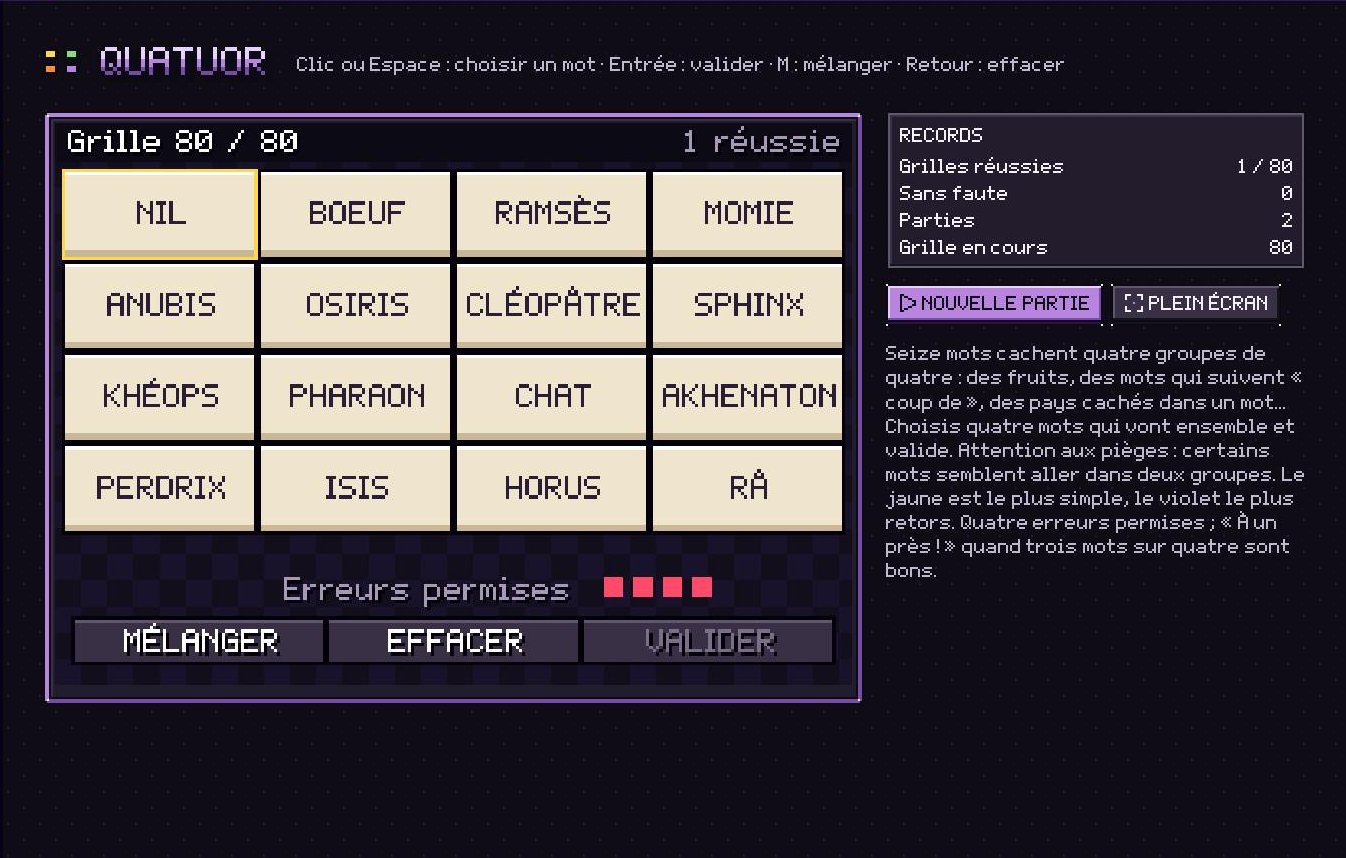 QUATUOR Clic ou Espace : choisir un mot · Entrée : valider · M : mélanger · Retour : effacer
Grille 80 / 80 1 réussie
NIL BOEUF RAMSÈS MOMIE
ANUBIS OSIRIS CLÉOPÂTRE SPHINX
KHÉOPS PHARAON CHAT AKHENATON
PERDRIX ISIS HORUS RÂ
Erreurs permises
MÉLANGER EFFACER VALIDER
RECORDS
Grilles réussies 1 / 80
Sans faute 0
Parties 2
Grille en cours 80
NOUVELLE PARTIE PLEIN ÉCRAN
Seize mots cachent quatre groupes de
quatre : des fruits, des mots qui suivent «
coup de », des pays cachés dans un mot...
Choisis quatre mots qui vont ensemble et
valide. Attention aux pièges : certains
mots semblent aller dans deux groupes. Le
jaune est le plus simple, le violet le plus
retors. Quatre erreurs permises ; « À un
près ! » quand trois mots sur quatre sont
bons.